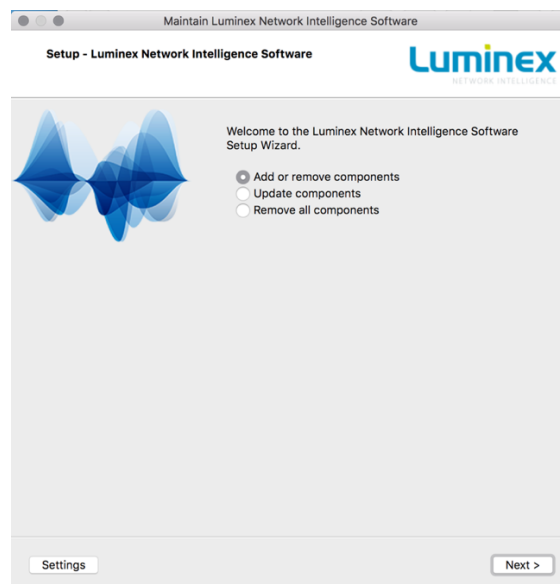 Maintain Luminex Network Intelligence Software
Setup - Luminex Network Intelligence Software
Luminex
NETWORK INTELLIGENCE
Welcome to the Luminex Network Intelligence Software
Setup Wizard.
Add or remove components
Update components
Remove all components
Settings
Next >